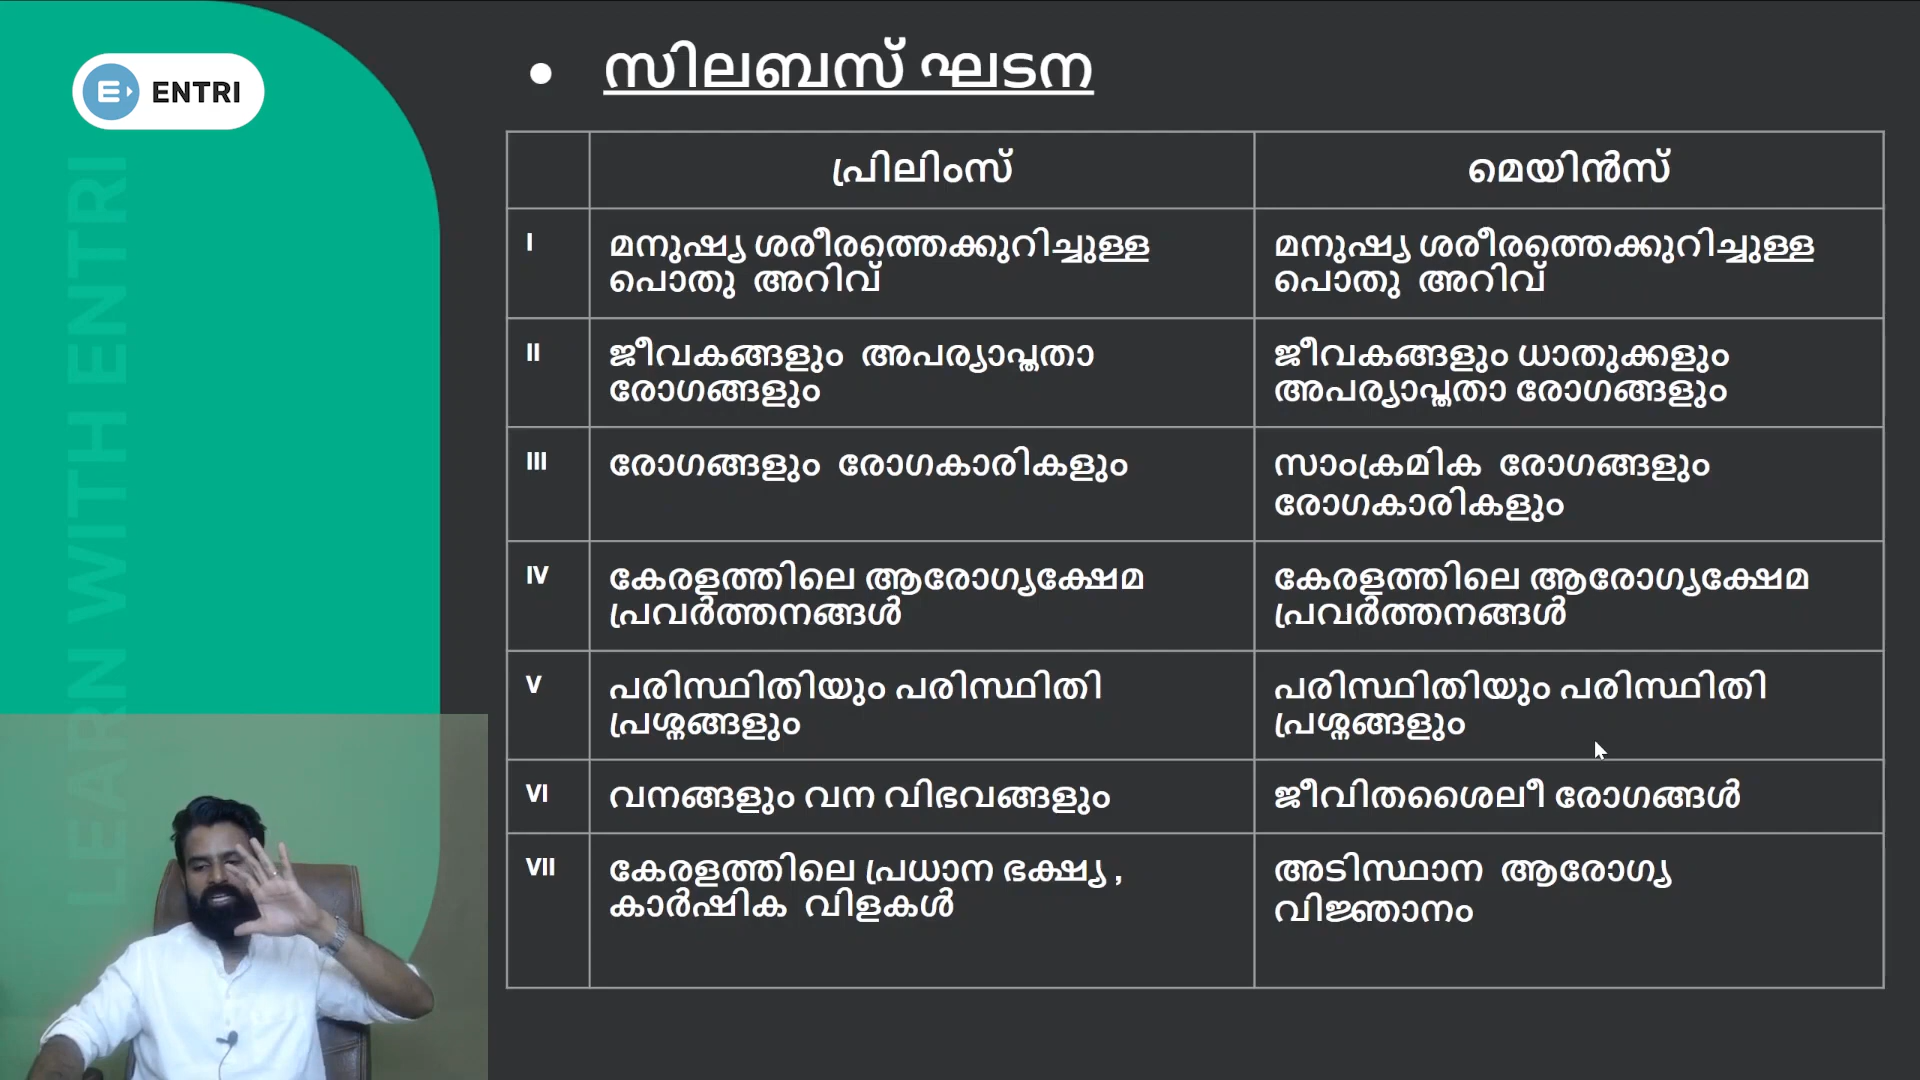 ENTRI
LEARN WITH ENTRI
● സിലബസ് ഘടന
പ്രിലിംസ്
മെയിൻസ്
I
മനുഷ്യ ശരീരത്തെക്കുറിച്ചുള്ള
പൊതു അറിവ്
മനുഷ്യ ശരീരത്തെക്കുറിച്ചുള്ള
പൊതു അറിവ്
II
ജീവകങ്ങളും അപര്യാപ്തതാ
രോഗങ്ങളും
ജീവകങ്ങളും ധാതുക്കളും
അപര്യാപ്തതാ രോഗങ്ങളും
III
രോഗങ്ങളും രോഗകാരികളും
സാംക്രമിക രോഗങ്ങളും
രോഗകാരികളും
IV
കേരളത്തിലെ ആരോഗ്യക്ഷേമ
പ്രവർത്തനങ്ങൾ
കേരളത്തിലെ ആരോഗ്യക്ഷേമ
പ്രവർത്തനങ്ങൾ
V
പരിസ്ഥിതിയും പരിസ്ഥിതി
പ്രശ്നങ്ങളും
പരിസ്ഥിതിയും പരിസ്ഥിതി
പ്രശ്നങ്ങളും
VI
വനങ്ങളും വന വിഭവങ്ങളും
ജീവിതശൈലീ രോഗങ്ങൾ
VII
കേരളത്തിലെ പ്രധാന ഭക്ഷ്യ ,
കാർഷിക വിളകൾ
അടിസ്ഥാന ആരോഗ്യ
വിജ്ഞാനം